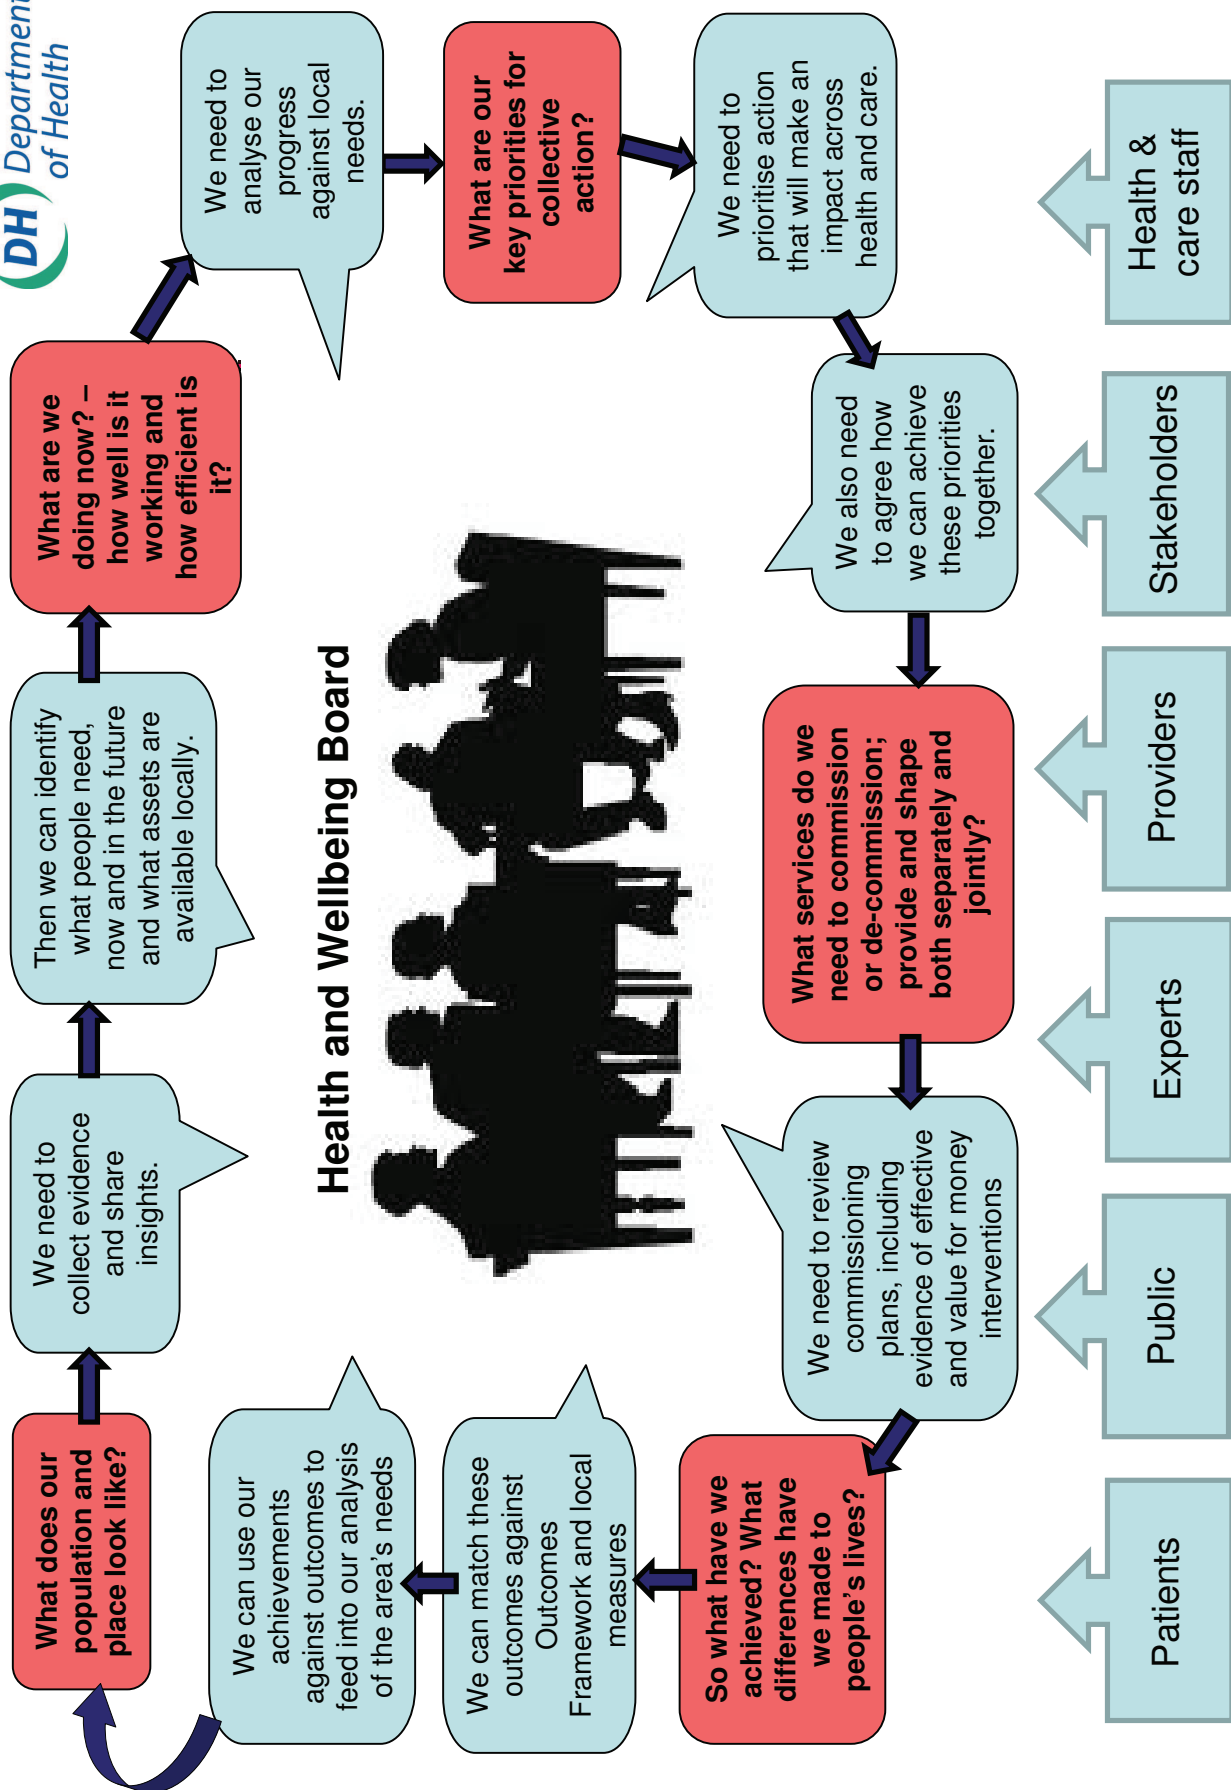 DH Department
of Health
What does our
population and
place look like?
We need to
collect evidence
and share
insights.
Then we can identify
what people need,
now and in the future
and what assets are
available locally.
What are we
doing now? –
how well is it
working and
how efficient is
it?
We need to
analyse our
progress
against local
needs.
What are our
key priorities for
collective
action?
We need to
prioritise action
that will make an
impact across
health and care.
We also need
to agree how
we can achieve
these priorities
together.
What services do we
need to commission
or de-commission;
provide and shape
both separately and
jointly?
We need to review
commissioning
plans, including
evidence of effective
and value for money
interventions
So what have we
achieved? What
differences have
we made to
people's lives?
We can match these
outcomes against
Outcomes
Framework and local
measures
We can use our
achievements
against outcomes to
feed into our analysis
of the area's needs
Health and Wellbeing Board
Patients
Public
Experts
Providers
Stakeholders
Health &
care staff